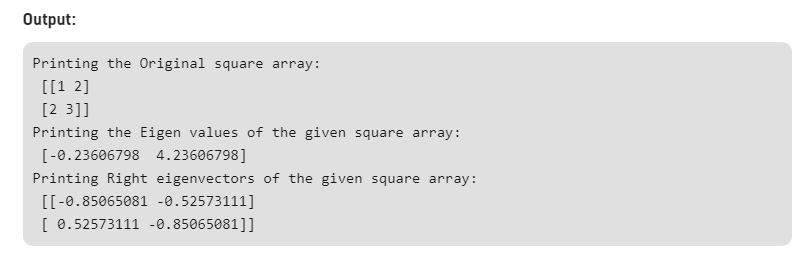 Output:
Printing the Original square array:
[[1 2]
[2 3]]
Printing the Eigen values of the given square array:
[-0.23606798  4.23606798]
Printing Right eigenvectors of the given square array:
[[-0.85065081 -0.52573111]
[ 0.52573111 -0.85065081]]